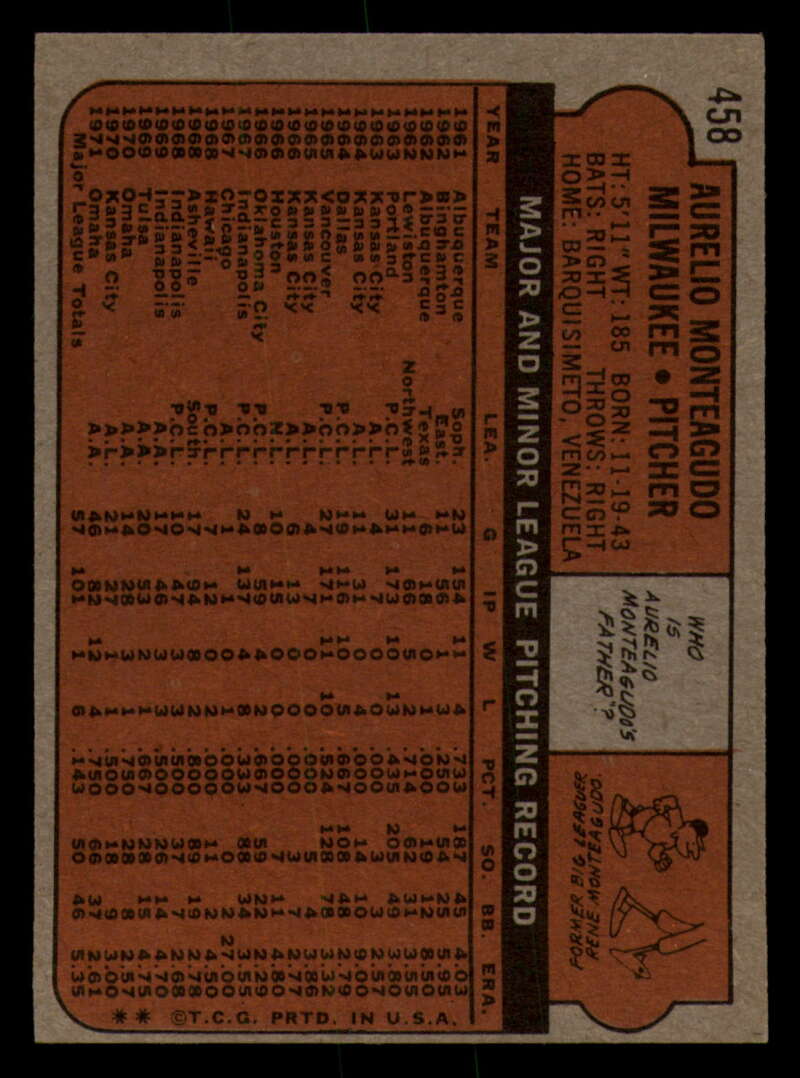 458
AURELIO MONTEAGUDO
MILWAUKEE • PITCHER
HT: 5'11" WT: 185 BORN: 11-19-43
BATS: RIGHT THROWS: RIGHT
HOME: BARQUISIMETO, VENEZUELA
WHO
IS
AURELIO
MONTEAGUDO'S
FATHER?
FORMER BIG LEAGUER
RENE MONTEAGUDO.
MAJOR AND MINOR LEAGUE PITCHING RECORD
YEAR TEAM LEA. G IP W L PCT. SO. BB. ERA.
1961 Albuquerque Soph. 23 154 11 4 .733 187 45 4.03
1962 Binghamton East. 11 56 1 3 .250 54 25 5.95
1962 Albuquerque Texas 6 18 0 1 .000 19 12 8.50
1962 Lewiston Northwest 11 66 5 2 .714 62 31 3.55
1963 Portland P.C.L. 31 173 10 13 .435 205 49 3.80
1963 Kansas City A.L. 4 7 0 0 .000 3 3 2.57
1964 Kansas City A.L. 11 31 0 4 .000 14 10 9.00
1964 Dallas P.C.L. 19 116 10 5 .667 108 48 2.79
1965 Vancouver P.C.L. 27 171 11 10 .524 128 78 3.32
1965 Kansas City A.L. 4 7 0 0 .000 5 4 3.86
1966 Kansas City A.L. 6 13 0 0 .000 3 7 2.77
1966 Houston N.L. 10 15 0 0 .000 7 11 4.80
1966 Oklahoma City P.C.L. 8 59 4 2 .667 59 22 2.29
1967 Indianapolis P.C.L. 24 137 4 8 .333 88 34 3.55
1967 Chicago A.L. 1 1 0 1 .000 0 2 27.00
1968 Hawaii P.C.L. 7 12 0 2 .000 11 2 4.50
1968 Asheville South. 17 94 8 2 .800 89 19 2.78
1968 Indianapolis P.C.L. 10 47 3 3 .500 37 7 2.68
1969 Indianapolis A.A. 17 46 3 3 .500 26 14 4.70
1969 Tulsa A.A. 20 53 2 1 .667 28 15 4.75
1970 Omaha A.A. 14 28 3 1 .750 28 8 2.57
1970 Kansas City A.L. 21 27 1 1 .500 18 9 3.00
1971 Omaha A.A. 46 82 12 4 .750 66 37 2.61
Major League Totals 57 101 1 6 .143 50 46 5.35
** ©T.C.G. PRTD. IN U.S.A.